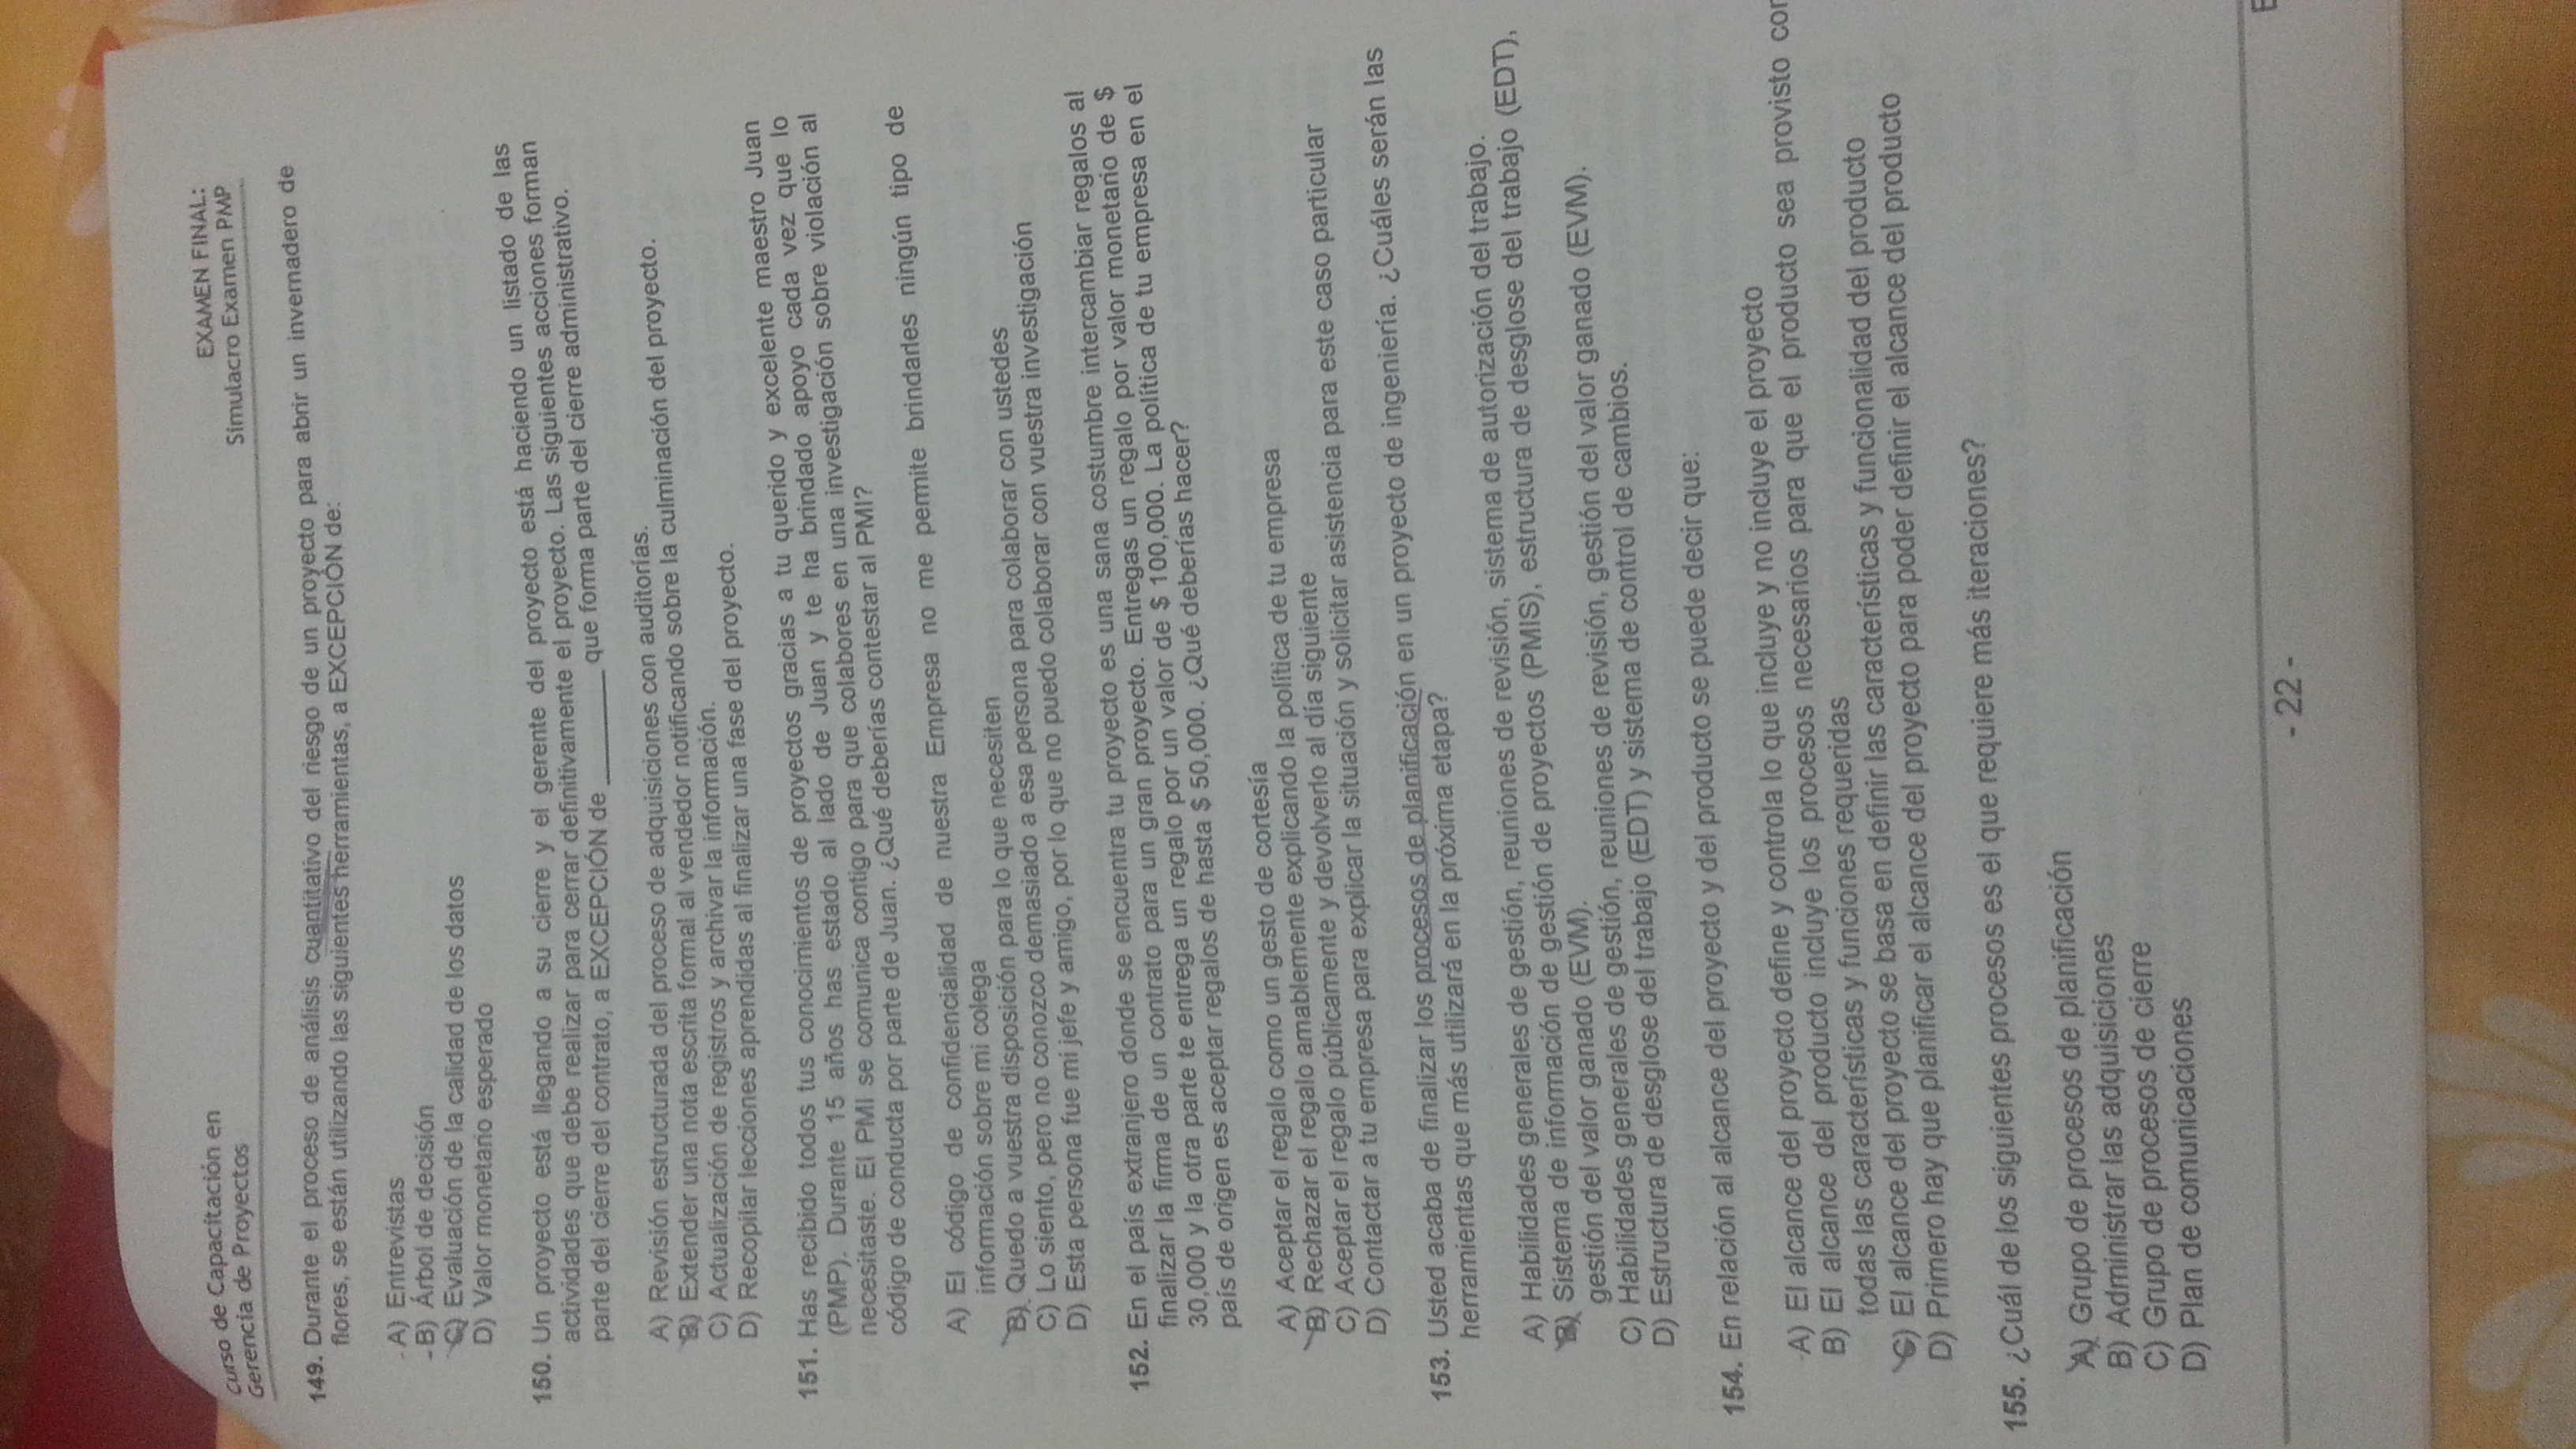 Curso de Capacitación en
Gerencia de Proyectos
EXAMEN FINAL:
Simulacro Examen PMP
149. Durante el proceso de análisis cuantitativo del riesgo de un proyecto para abrir un invernadero de
flores, se están utilizando las siguientes herramientas, a EXCEPCIÓN de:
A) Entrevistas
B) Árbol de decisión
C) Evaluación de la calidad de los datos
D) Valor monetario esperado
150. Un proyecto está llegando a su cierre y el gerente del proyecto está haciendo un listado de las
actividades que debe realizar para cerrar definitivamente el proyecto. Las siguientes acciones forman
parte del cierre del contrato, a EXCEPCIÓN de ________ que forma parte del cierre administrativo.
A) Revisión estructurada del proceso de adquisiciones con auditorías.
B) Extender una nota escrita formal al vendedor notificando sobre la culminación del proyecto.
C) Actualización de registros y archivar la información.
D) Recopilar lecciones aprendidas al finalizar una fase del proyecto.
151. Has recibido todos tus conocimientos de proyectos gracias a tu querido y excelente maestro Juan
(PMP). Durante 15 años has estado al lado de Juan y te ha brindado apoyo cada vez que lo
necesitaste. El PMI se comunica contigo para que colabores en una investigación sobre violación al
código de conducta por parte de Juan. ¿Qué deberías contestar al PMI?
A) El código de confidencialidad de nuestra Empresa no me permite brindarles ningún tipo de
información sobre mi colega
B) Quedo a vuestra disposición para lo que necesiten
C) Lo siento, pero no conozco demasiado a esa persona para colaborar con ustedes
D) Esta persona fue mi jefe y amigo, por lo que no puedo colaborar con vuestra investigación
152. En el país extranjero donde se encuentra tu proyecto es una sana costumbre intercambiar regalos al
finalizar la firma de un contrato para un gran proyecto. Entregas un regalo por valor monetario de $
30,000 y la otra parte te entrega un regalo por un valor de $ 100,000. La política de tu empresa en el
país de origen es aceptar regalos de hasta $ 50,000. ¿Qué deberías hacer?
A) Aceptar el regalo como un gesto de cortesía
B) Rechazar el regalo amablemente explicando la política de tu empresa
C) Aceptar el regalo públicamente y devolverlo al día siguiente
D) Contactar a tu empresa para explicar la situación y solicitar asistencia para este caso particular
153. Usted acaba de finalizar los procesos de planificación en un proyecto de ingeniería. ¿Cuáles serán las
herramientas que más utilizará en la próxima etapa?
A) Habilidades generales de gestión, reuniones de revisión, sistema de autorización del trabajo.
B) Sistema de información de gestión de proyectos (PMIS), estructura de desglose del trabajo (EDT),
gestión del valor ganado (EVM).
C) Habilidades generales de gestión, reuniones de revisión, gestión del valor ganado (EVM).
D) Estructura de desglose del trabajo (EDT) y sistema de control de cambios.
154. En relación al alcance del proyecto y del producto se puede decir que:
A) El alcance del proyecto define y controla lo que incluye y no incluye el proyecto
B) El alcance del producto incluye los procesos necesarios para que el producto sea provisto con
todas las características y funciones requeridas
C) El alcance del proyecto se basa en definir las características y funcionalidad del producto
D) Primero hay que planificar el alcance del proyecto para poder definir el alcance del producto
155. ¿Cuál de los siguientes procesos es el que requiere más iteraciones?
A) Grupo de procesos de planificación
B) Administrar las adquisiciones
C) Grupo de procesos de cierre
D) Plan de comunicaciones
- 22 -